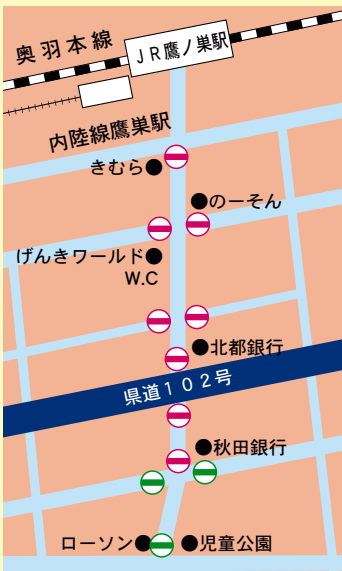 奥羽本線
JR鷹ノ巣駅
内陸線鷹巣駅
きむら
のーそん
げんきワールド
W.C
北都銀行
県道102号
秋田銀行
ローソン
児童公園